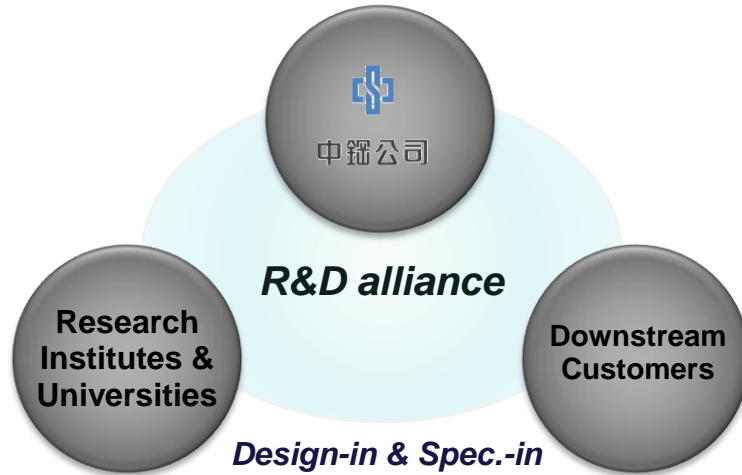 中鋼公司
R&D alliance
Research
Institutes &
Universities
Downstream
Customers
Design-in & Spec.-in